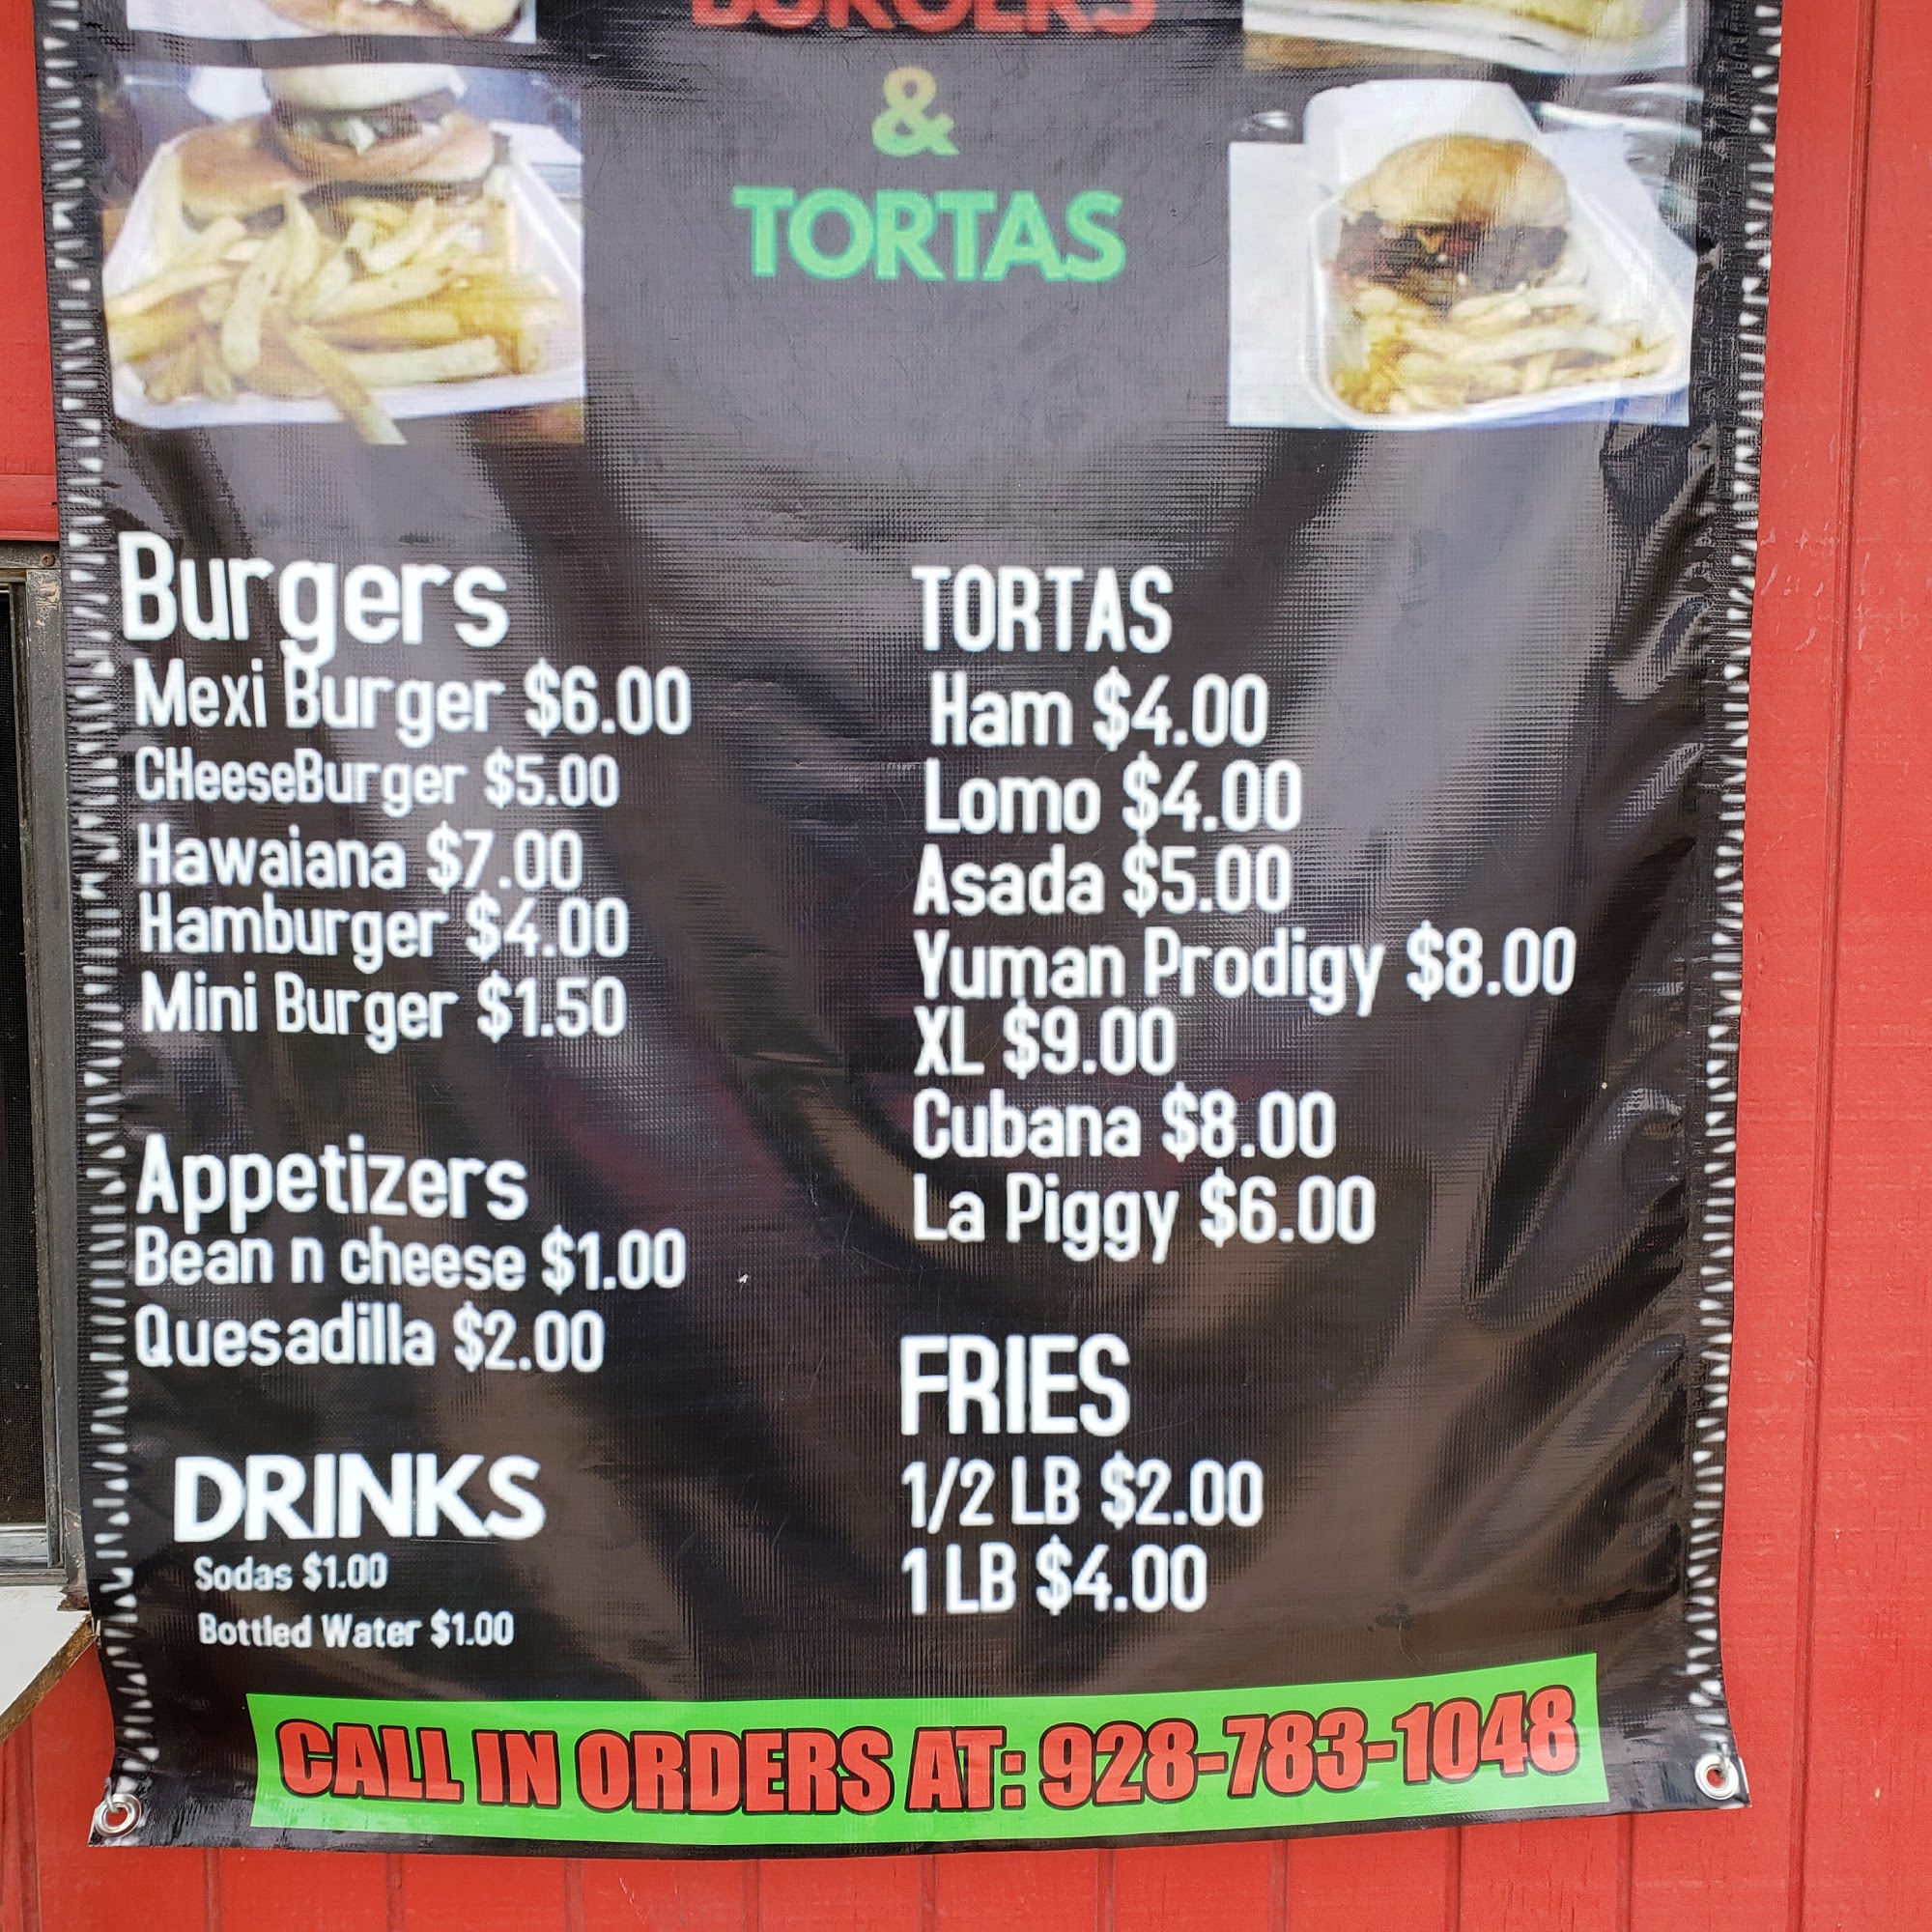 BURGERS
&
TORTAS
Burgers
Mexi Burger $6.00
CHeeseBurger $5.00
Hawaiana $7.00
Hamburger $4.00
Mini Burger $1.50
Appetizers
Bean n cheese $1.00
Quesadilla $2.00
DRINKS
Sodas $1.00
Bottled Water $1.00
TORTAS
Ham $4.00
Lomo $4.00
Asada $5.00
Yuman Prodigy $8.00
XL $9.00
Cubana $8.00
La Piggy $6.00
FRIES
1/2 LB $2.00
1 LB $4.00
CALL IN ORDERS AT: 928-783-1048